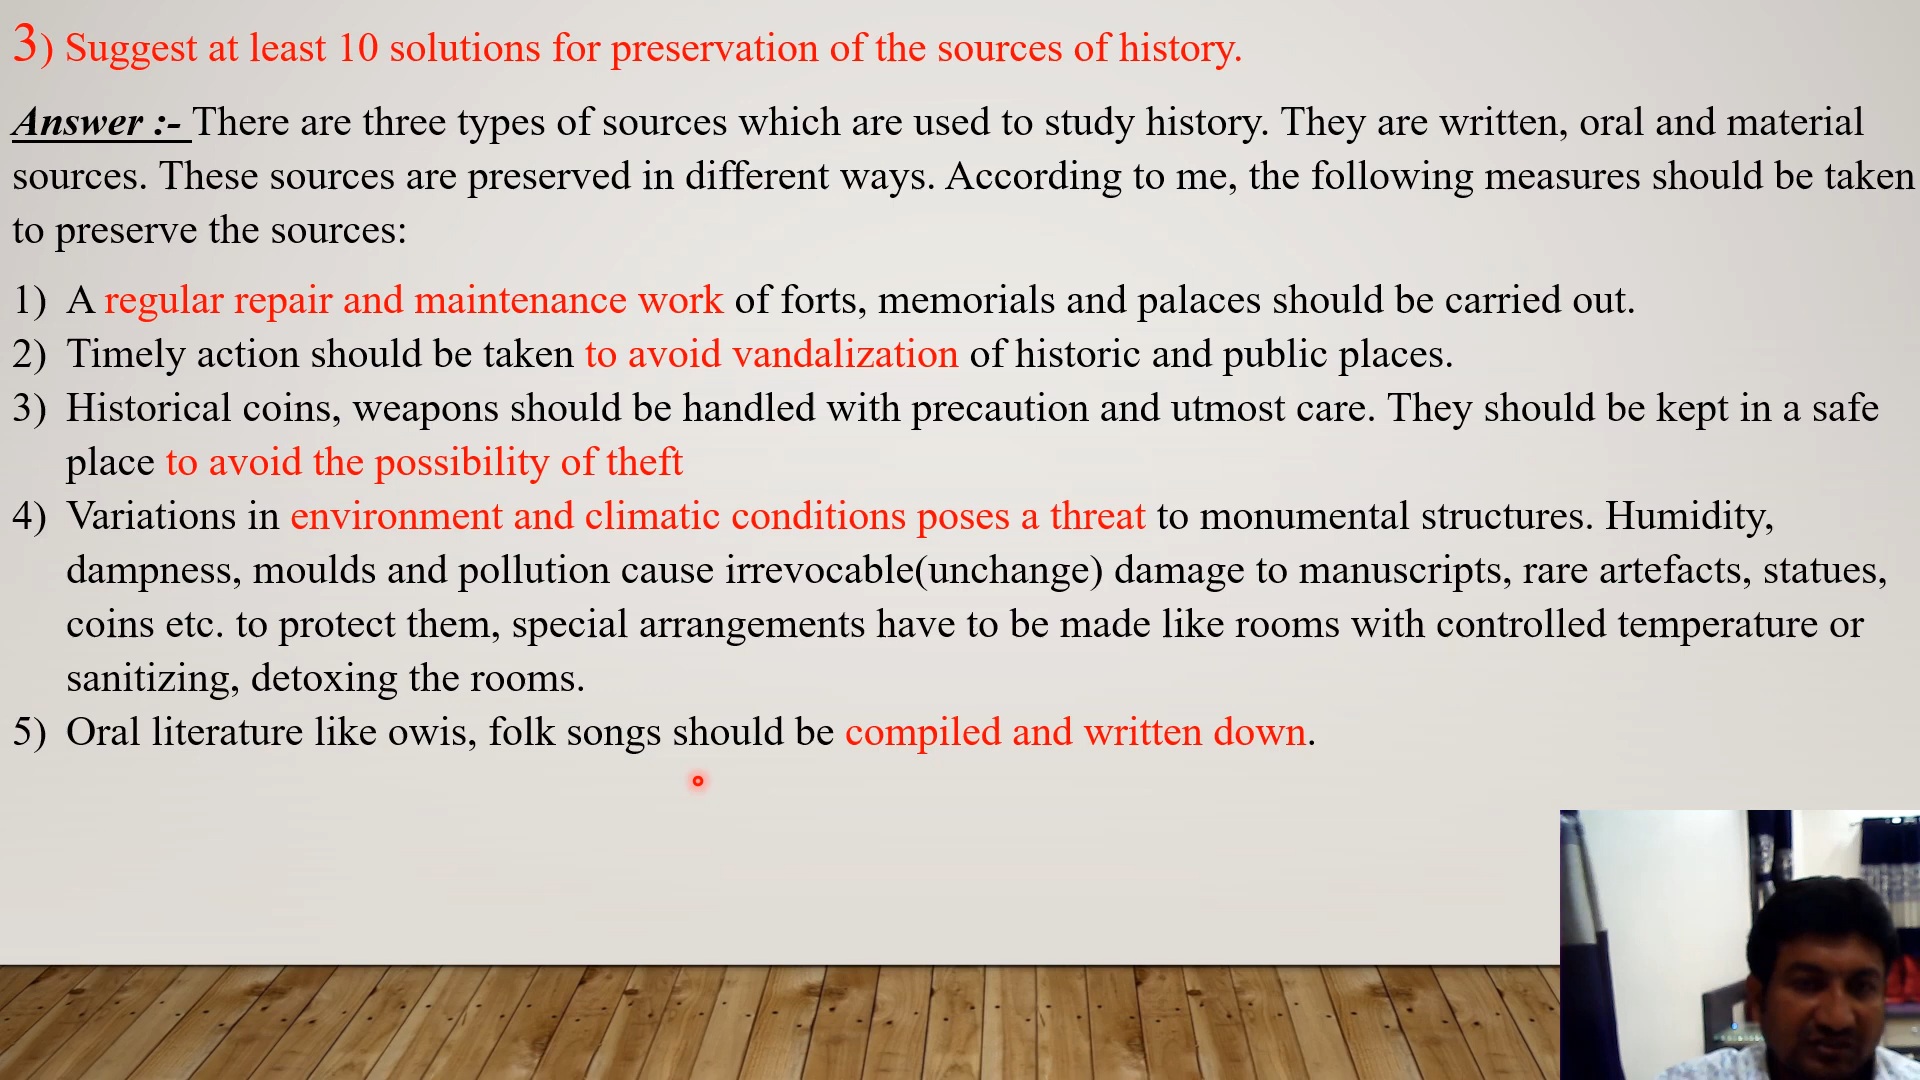 3) Suggest at least 10 solutions for preservation of the sources of history.
Answer :- There are three types of sources which are used to study history. They are written, oral and material
sources. These sources are preserved in different ways. According to me, the following measures should be taken
to preserve the sources:
1) A regular repair and maintenance work of forts, memorials and palaces should be carried out.
2) Timely action should be taken to avoid vandalization of historic and public places.
3) Historical coins, weapons should be handled with precaution and utmost care. They should be kept in a safe
place to avoid the possibility of theft
4) Variations in environment and climatic conditions poses a threat to monumental structures. Humidity,
dampness, moulds and pollution cause irrevocable(unchange) damage to manuscripts, rare artefacts, statues,
coins etc. to protect them, special arrangements have to be made like rooms with controlled temperature or
sanitizing, detoxing the rooms.
5) Oral literature like owis, folk songs should be compiled and written down.